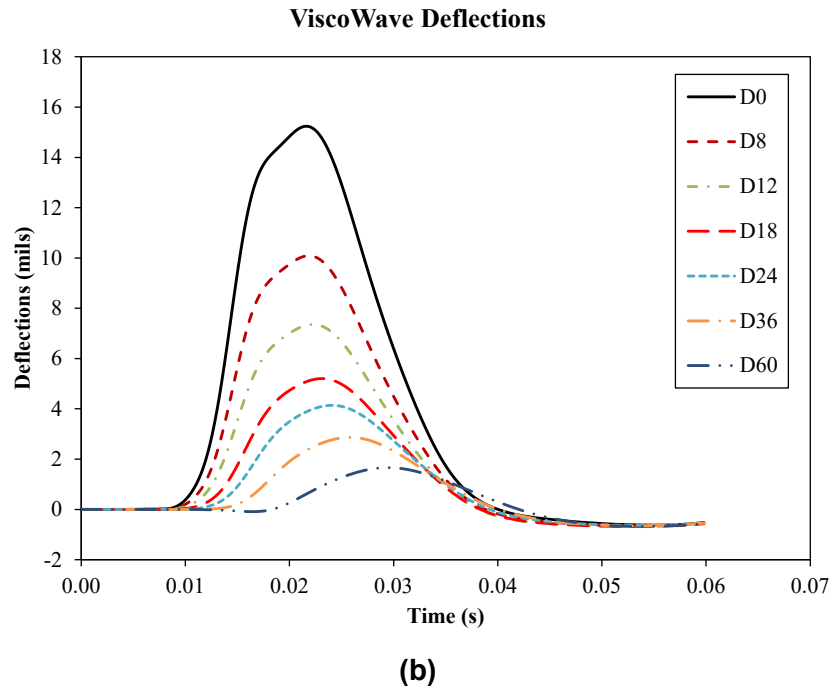 ViscoWave Deflections
18
16
14
12
10
8
6
4
2
0
-2
Deflections (mils)
D0
D8
D12
D18
D24
D36
D60
0.00 0.01 0.02 0.03 0.04 0.05 0.06 0.07
Time (s)
(b)